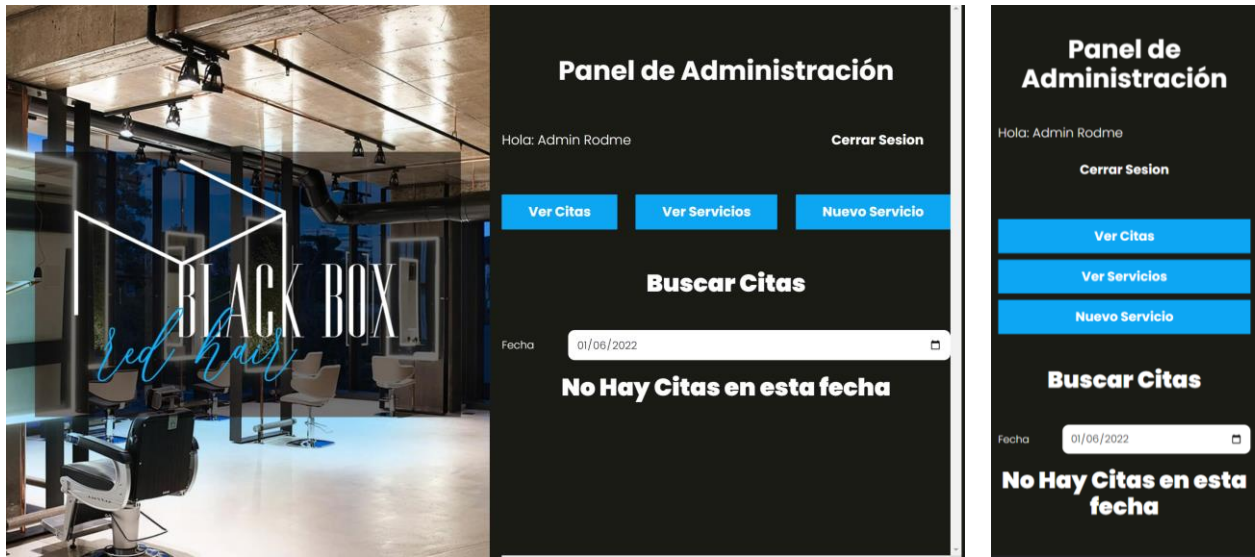 BLACK BOX
red hair
Panel de Administración
Hola: Admin Rodme
Cerrar Sesion
Ver Citas
Ver Servicios
Nuevo Servicio
Buscar Citas
Fecha
01/06/2022
No Hay Citas en esta fecha
Panel de
Administración
Hola: Admin Rodme
Cerrar Sesion
Ver Citas
Ver Servicios
Nuevo Servicio
Buscar Citas
Fecha
01/06/2022
No Hay Citas en esta
fecha